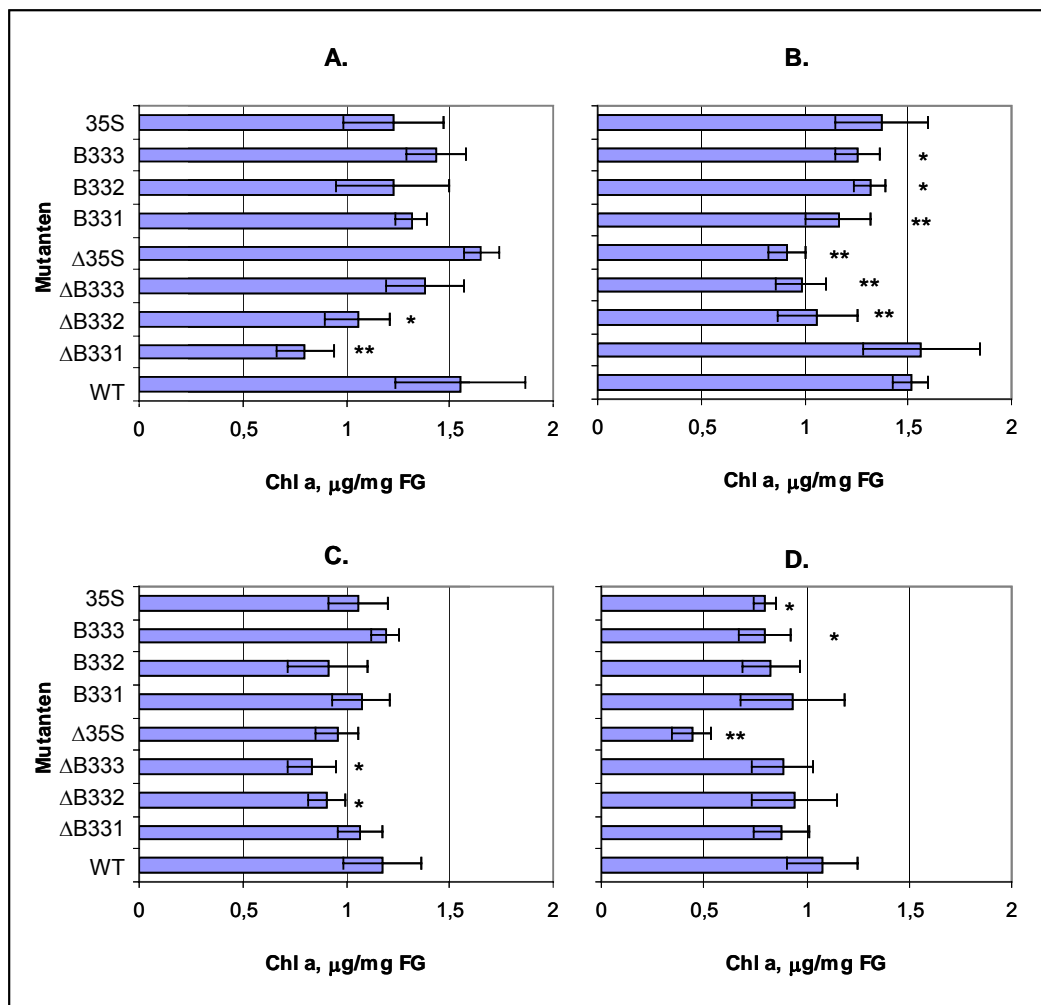 A.
Mutanten
35S
B333
B332
B331
Δ35S
ΔB333
ΔB332 *
ΔB331 **
WT
0 0,5 1 1,5 2
Chl a, μg/mg FG
B.
*
*
**
**
**
**
0 0,5 1 1,5 2
Chl a, μg/mg FG
C.
Mutanten
35S
B333
B332
B331
Δ35S
ΔB333 *
ΔB332 *
ΔB331
WT
0 0,5 1 1,5 2
Chl a, μg/mg FG
D.
*
*
**
0 0,5 1 1,5 2
Chl a, μg/mg FG